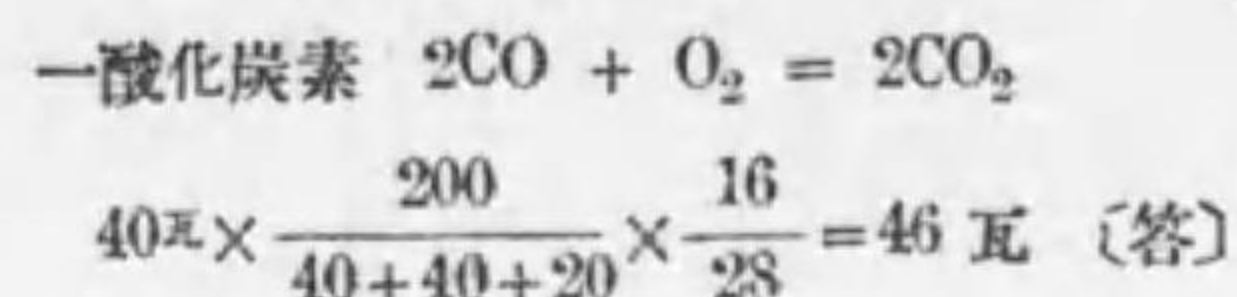 一酸化炭素 2CO + O₂ = 2CO₂
40瓦×200/(40+40+20)×16/28=46 瓦 〔答〕